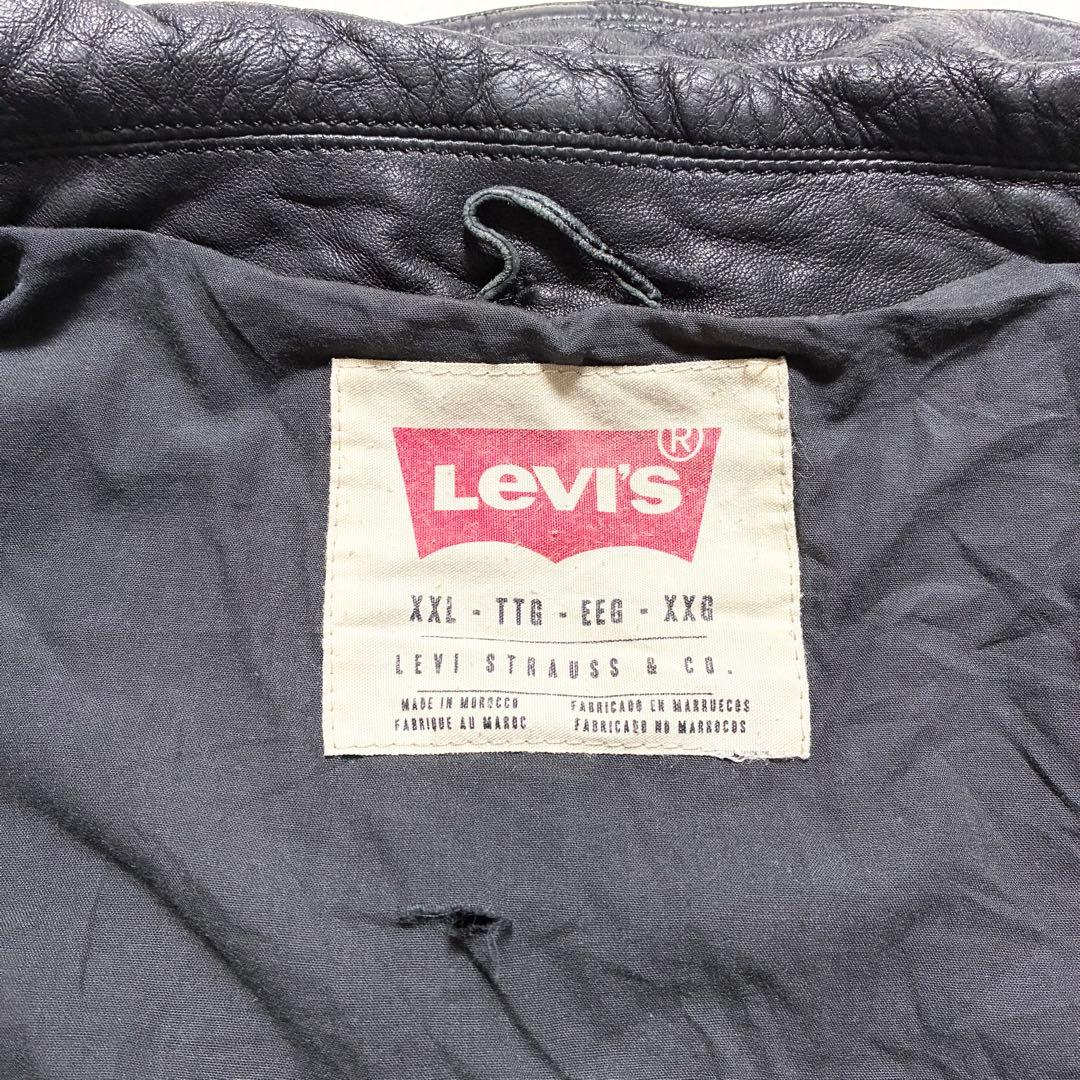 LEVI'S ®
XXL - TTG - EEG - XXG
LEVI STRAUSS & CO.
MADE IN MOROCCO FABRICADO EN MARRUECOS
FABRIQUE AU MAROC FABRICADO NO MARROCOS